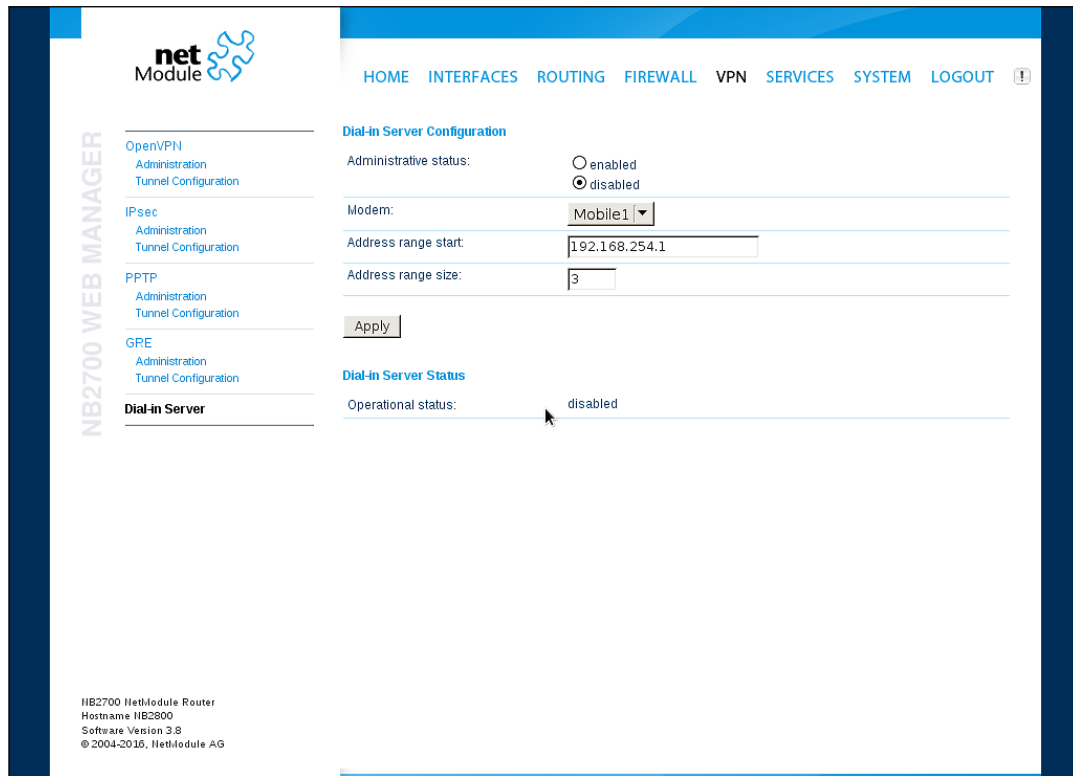 net
Module
HOME INTERFACES ROUTING FIREWALL VPN SERVICES SYSTEM LOGOUT !
NB2700 WEB MANAGER
OpenVPN
Administration
Tunnel Configuration
IPsec
Administration
Tunnel Configuration
PPTP
Administration
Tunnel Configuration
GRE
Administration
Tunnel Configuration
Dial-in Server
Dial-in Server Configuration
Administrative status:
enabled
disabled
Modem: Mobile1
Address range start: 192.168.254.1
Address range size: 3
Apply
Dial-in Server Status
Operational status: disabled
NB2700 NetModule Router
Hostname NB2800
Software Version 3.8
© 2004-2016, NetModule AG